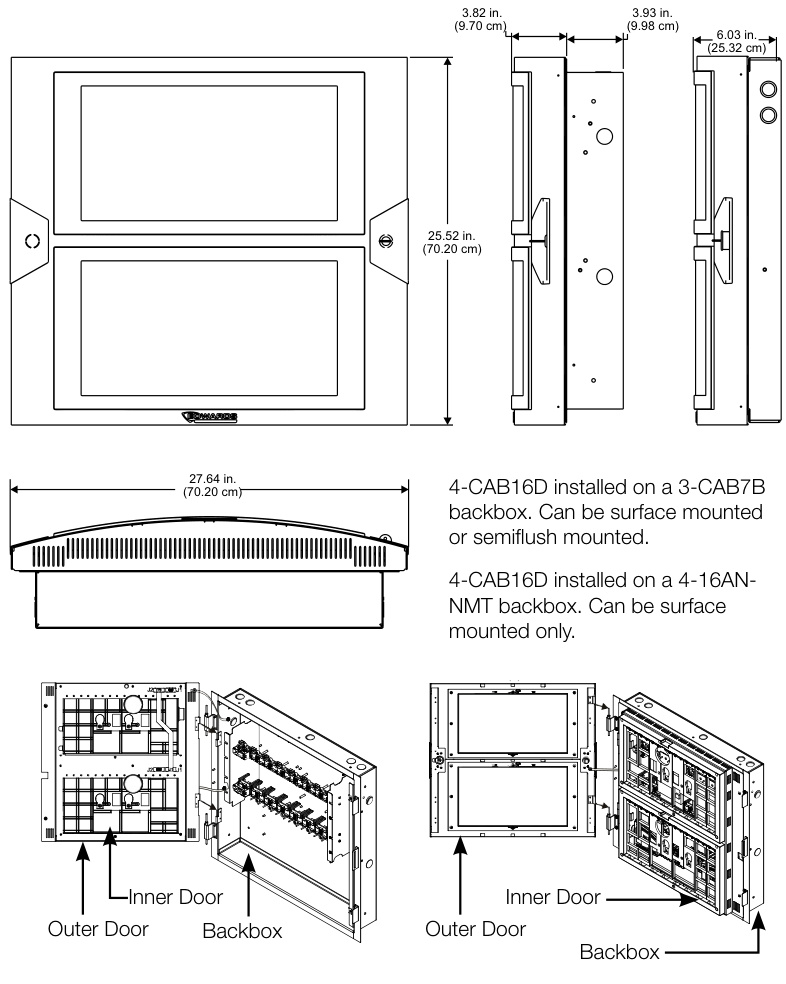 3.82 in.
(9.70 cm)
3.93 in.
(9.98 cm)
6.03 in.
(25.32 cm)
25.52 in.
(70.20 cm)
EDWARDS
27.64 in.
(70.20 cm)
4-CAB16D installed on a 3-CAB7B
backbox. Can be surface mounted
or semiflush mounted.
4-CAB16D installed on a 4-16AN-
NMT backbox. Can be surface
mounted only.
Inner Door
Outer Door
Backbox
Inner Door
Outer Door
Backbox